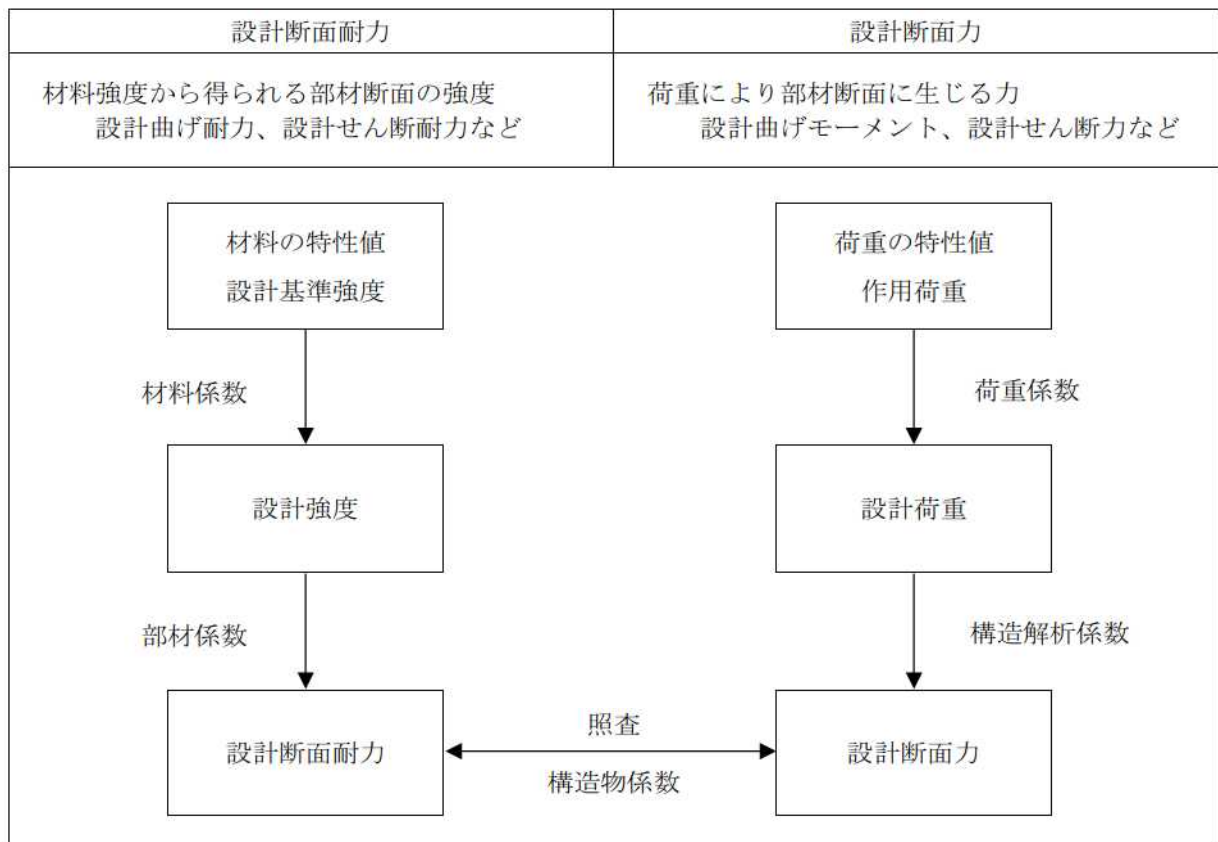 設計断面耐力
設計断面力
材料強度から得られる部材断面の強度
設計曲げ耐力、設計せん断耐力など
荷重により部材断面に生じる力
設計曲げモーメント、設計せん断力など
材料の特性値
設計基準強度
荷重の特性値
作用荷重
材料係数
荷重係数
設計強度
設計荷重
部材係数
構造解析係数
設計断面耐力
照査
構造物係数
設計断面力